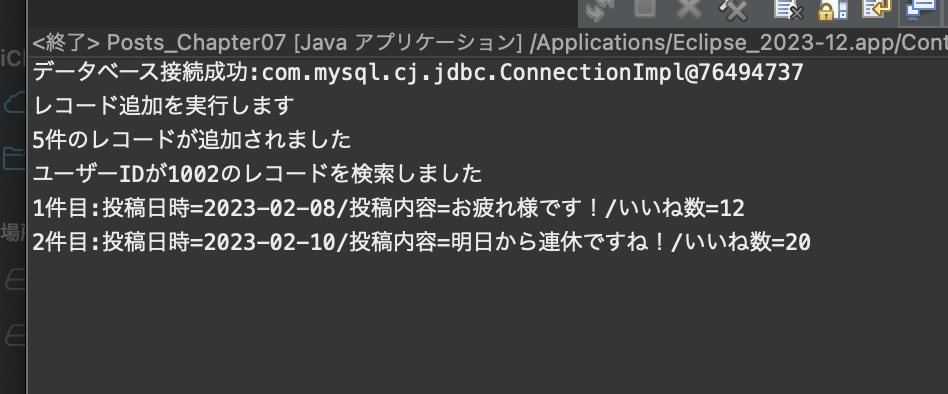 <終了> Posts_Chapter07 [Java アプリケーション] /Applications/Eclipse_2023-12.app/Cont
データベース接続成功:com.mysql.cj.jdbc.ConnectionImpl@76494737
レコード追加を実行します
5件のレコードが追加されました
ユーザーIDが1002のレコードを検索しました
1件目:投稿日時=2023-02-08/投稿内容=お疲れ様です！/いいね数=12
2件目:投稿日時=2023-02-10/投稿内容=明日から連休ですね！/いいね数=20
iCl
場所